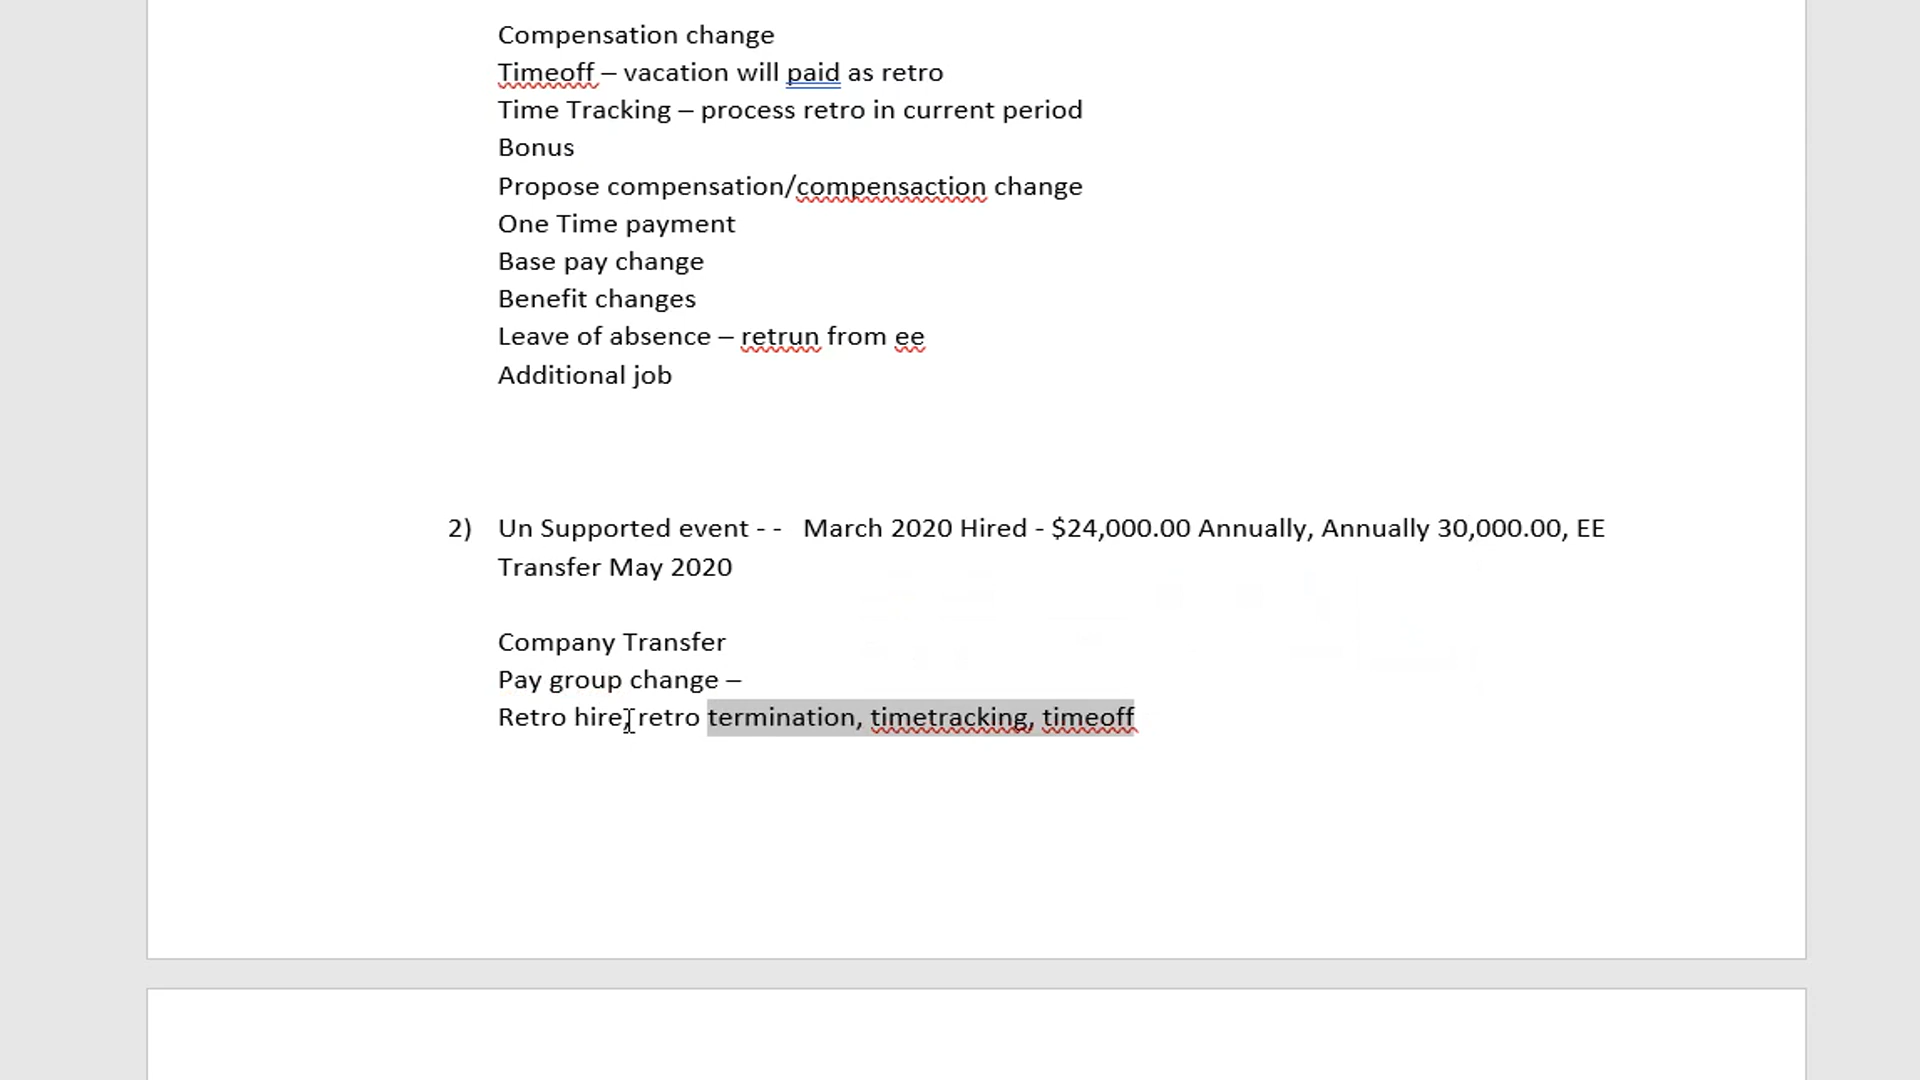 Compensation change
Timeoff – vacation will paid as retro
Time Tracking – process retro in current period
Bonus
Propose compensation/compensaction change
One Time payment
Base pay change
Benefit changes
Leave of absence – retrun from ee
Additional job
2) Un Supported event - - March 2020 Hired - $24,000.00 Annually, Annually 30,000.00, EE
Transfer May 2020
Company Transfer
Pay group change –
Retro hire, retro termination, timetracking, timeoff